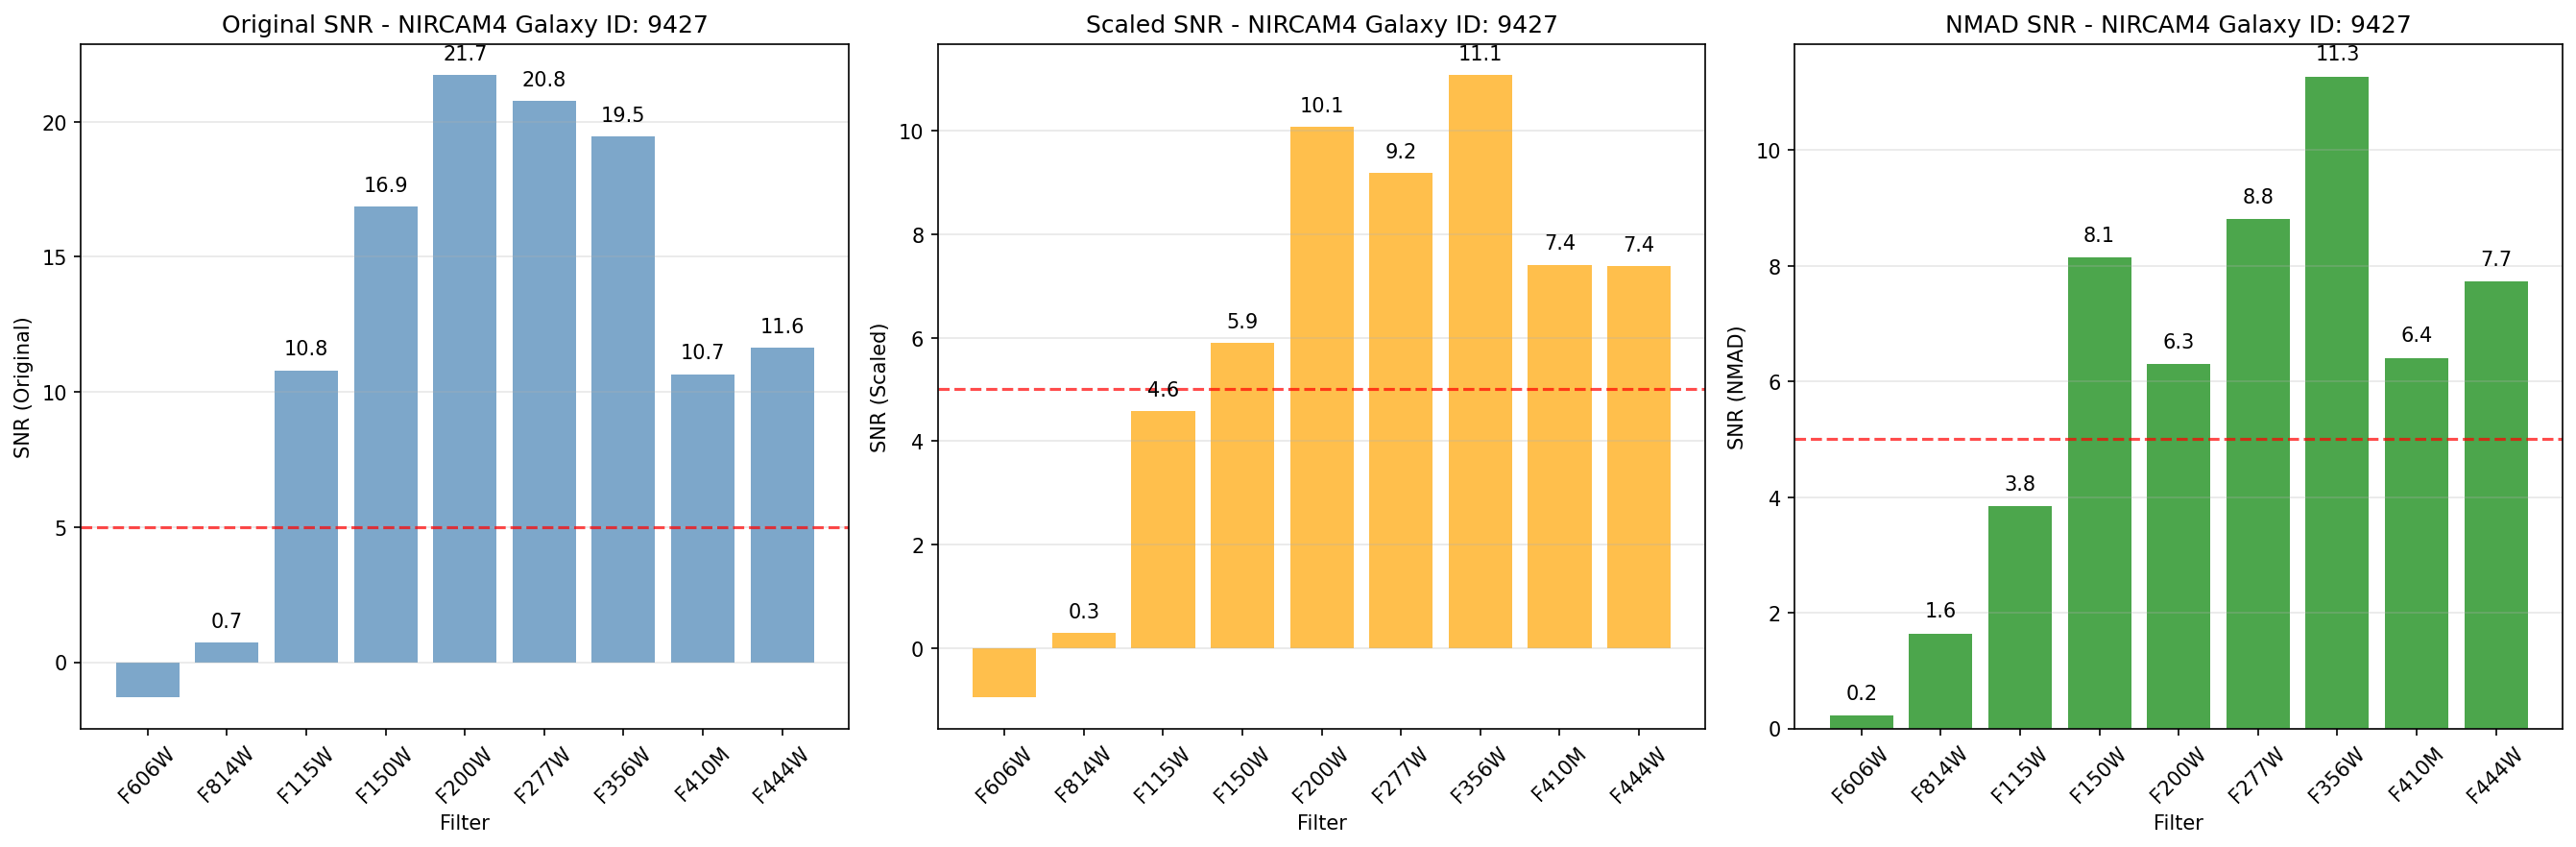 Original SNR - NIRCAM4 Galaxy ID: 9427
SNR (Original)
20
15
10
5
0
0.7
10.8
16.9
21.7
20.8
19.5
10.7
11.6
F606W
F814W
F115W
F150W
F200W
F277W
F356W
F410M
F444W
Filter
Scaled SNR - NIRCAM4 Galaxy ID: 9427
SNR (Scaled)
10
8
6
4
2
0
0.3
4.6
5.9
10.1
9.2
11.1
7.4
7.4
F606W
F814W
F115W
F150W
F200W
F277W
F356W
F410M
F444W
Filter
NMAD SNR - NIRCAM4 Galaxy ID: 9427
SNR (NMAD)
10
8
6
4
2
0
0.2
1.6
3.8
8.1
6.3
8.8
11.3
6.4
7.7
F606W
F814W
F115W
F150W
F200W
F277W
F356W
F410M
F444W
Filter